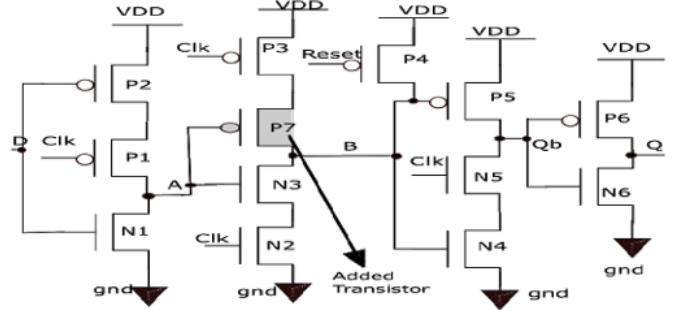 VDD
VDD
VDD
VDD
VDD
Clk
P3
Reset
P4
P2
P5
P6
D
Clk
P1
P7
B
Qb
Q
A
Clk
N5
N3
N6
N1
Clk
N2
N4
gnd
gnd
gnd
gnd
Added
Transistor